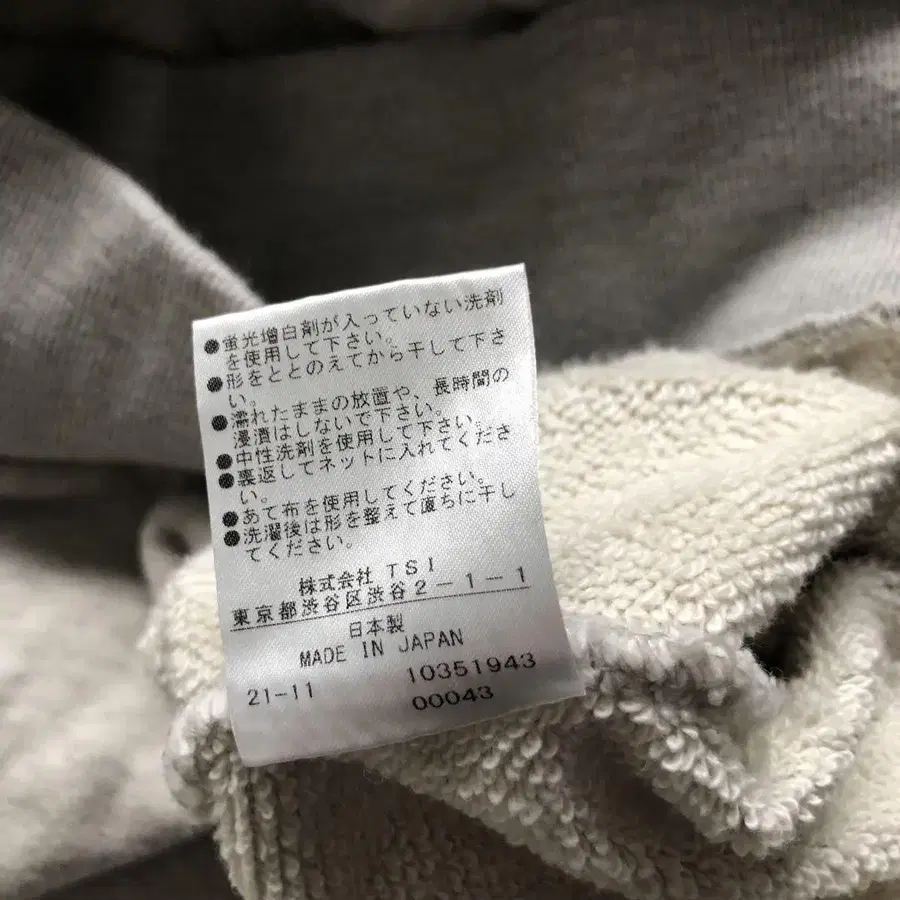 ●蛍光増白剤が入っていない洗剤
を使用して下さい。
●形をととのえてから干して下さ
い。
●濡れたままの放置や、長時間の
浸漬はしないで下さい。
●中性洗剤を使用して下さい。
●裏返してネットに入れてくださ
い。
●あて布を使用してください。
●洗濯後は形を整えて直ちに干し
てください。
株式会社 TSI
東京都渋谷区渋谷2-1-1
日本製
MADE IN JAPAN
21-11 10351943
00043